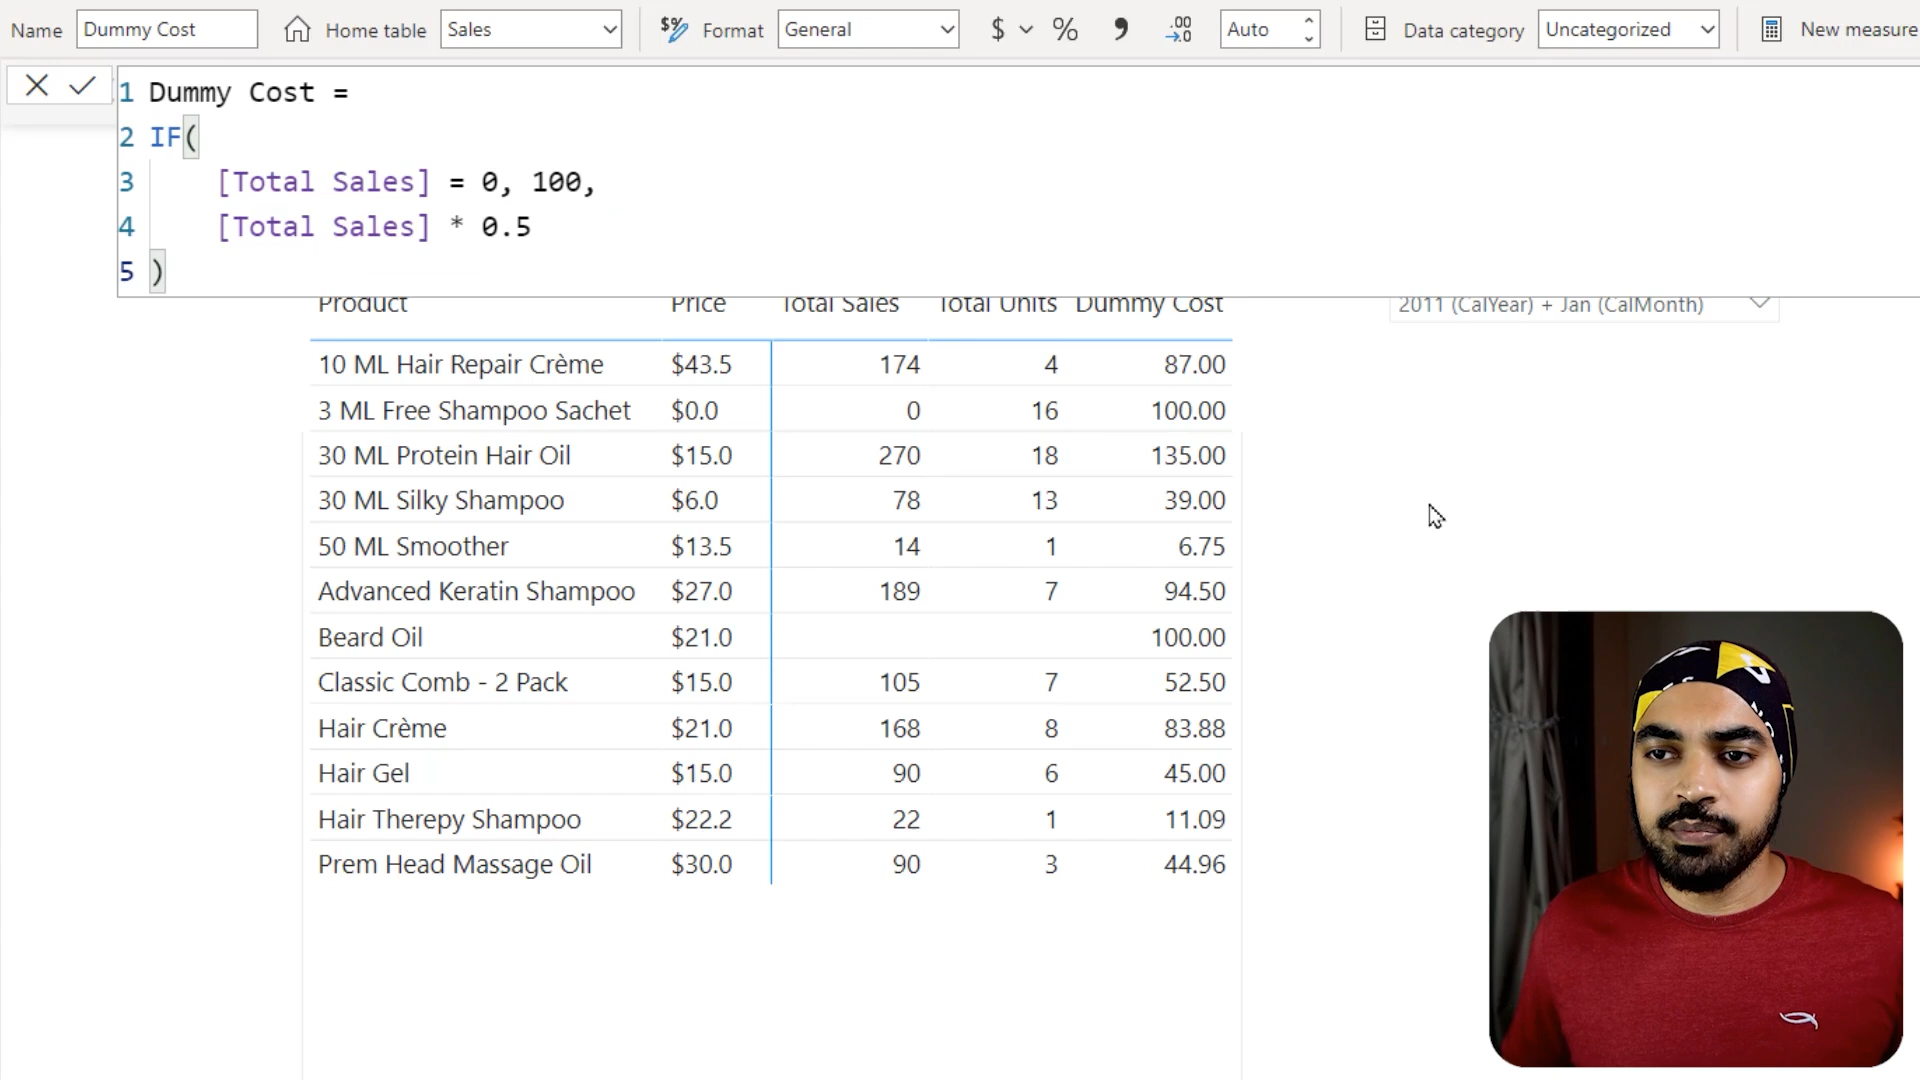 Name Dummy Cost Home table Sales Format General $ % , .00 →.0 Auto Data category Uncategorized New measure
1 Dummy Cost =
2 IF(
3 [Total Sales] = 0, 100,
4 [Total Sales] * 0.5
5 )
Product Price Total Sales Total Units Dummy Cost
2011 (CalYear) + Jan (CalMonth)
10 ML Hair Repair Crème $43.5 174 4 87.00
3 ML Free Shampoo Sachet $0.0 0 16 100.00
30 ML Protein Hair Oil $15.0 270 18 135.00
30 ML Silky Shampoo $6.0 78 13 39.00
50 ML Smoother $13.5 14 1 6.75
Advanced Keratin Shampoo $27.0 189 7 94.50
Beard Oil $21.0 100.00
Classic Comb - 2 Pack $15.0 105 7 52.50
Hair Crème $21.0 168 8 83.88
Hair Gel $15.0 90 6 45.00
Hair Therepy Shampoo $22.2 22 1 11.09
Prem Head Massage Oil $30.0 90 3 44.96